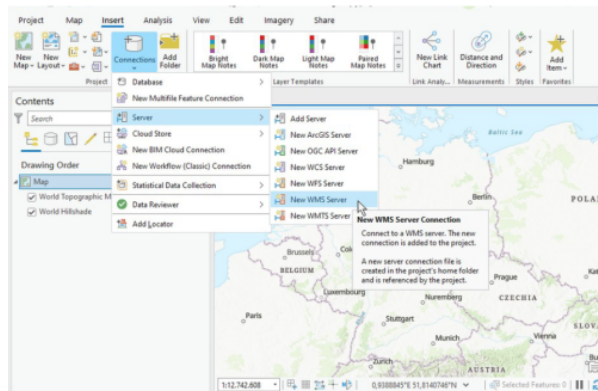 Project Map Insert Analysis View Edit Imagery Share
New Map New Layout Connections Add Folder Bright Map Notes Dark Map Notes Light Map Notes Paired Map Notes New Link Chart Distance and Direction Add Item
Project Layer Templates Link Analy... Measurements Styles Favorites
Contents
Search
Drawing Order
Map
World Topographic M
World Hillshade
Database
New Multifile Feature Connection
Server
Cloud Store
New BIM Cloud Connection
New Workflow (Classic) Connection
Statistical Data Collection
Data Reviewer
Add Locator
Add Server
New ArcGIS Server
New OGC API Server
New WCS Server
New WFS Server
New WMS Server
New WMTS Server
New WMS Server Connection
Connect to a WMS server. The new
connection is added to the project.
A new server connection file is
created in the project's home folder
and is referenced by the project.
Baltic Sea
Hamburg
Berlin
POLA
Brussels
Col
BELGIUM
Luxembourg
Prague
Kat
Nuremberg
CZECHIA
Paris
Stuttgart
SLOV
Munich
Vienna
Zurich
Bu
AUSTRIA
1:12.742.608 0,9388845°E 51,8140746°N Selected Features: 0